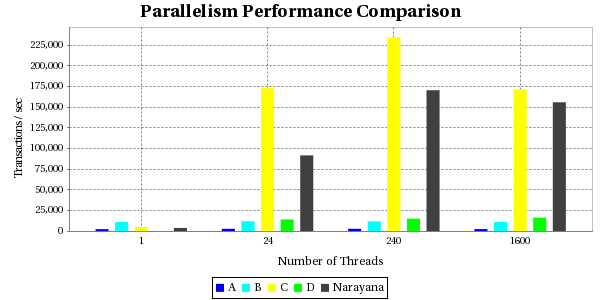 Parallelism Performance Comparison
Transactions / sec
225,000
200,000
175,000
150,000
125,000
100,000
75,000
50,000
25,000
0
1 24 240 1600
Number of Threads
A B C D Narayana